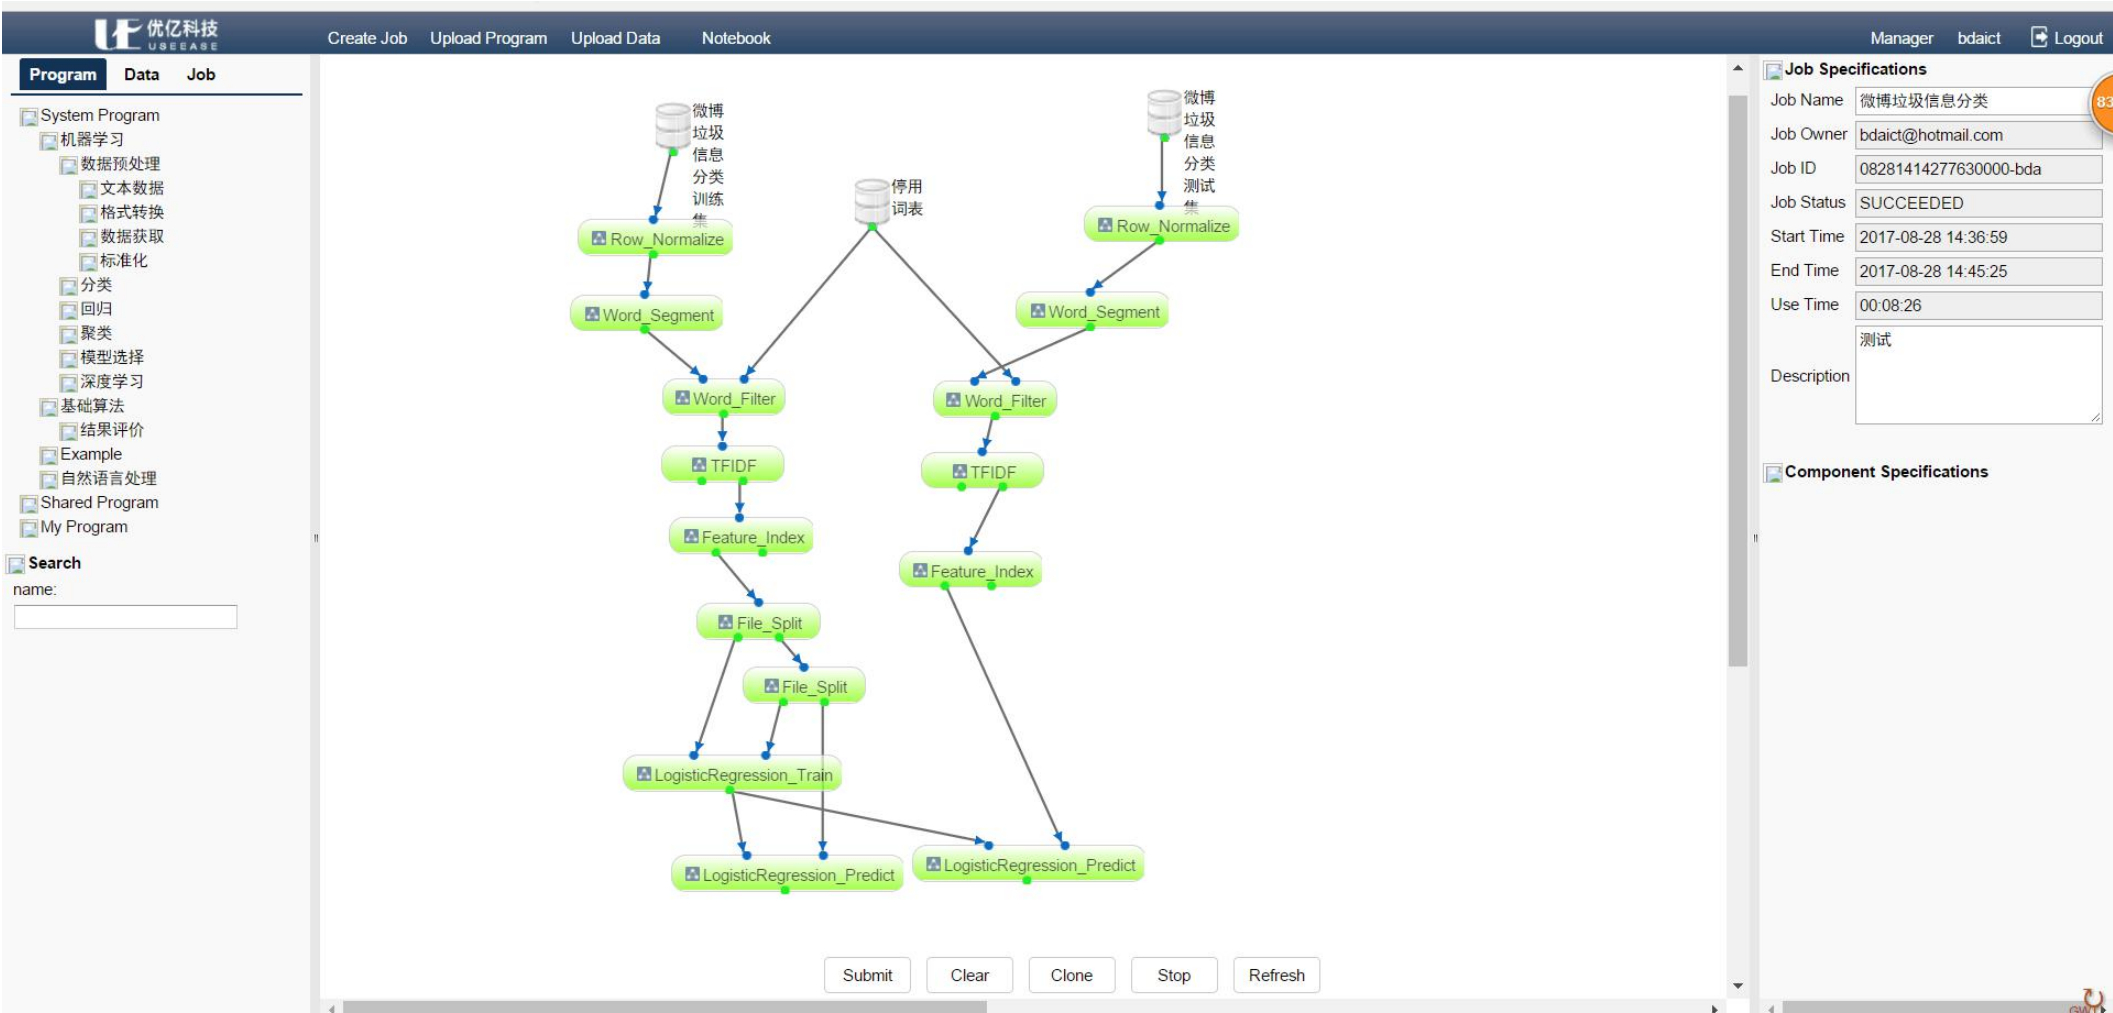 优亿科技
USEEASE
Create Job
Upload Program
Upload Data
Notebook
Manager
bdaict
Logout
Program
Data
Job
System Program
机器学习
数据预处理
文本数据
格式转换
数据获取
标准化
分类
回归
聚类
模型选择
深度学习
基础算法
结果评价
Example
自然语言处理
Shared Program
My Program
Search
name:
微博
垃圾
信息
分类
训练
集
Row_Normalize
Word_Segment
停用
词表
微博
垃圾
信息
分类
测试
集
Row_Normalize
Word_Segment
Word_Filter
Word_Filter
TFIDF
TFIDF
Feature_Index
Feature_Index
File_Split
File_Split
LogisticRegression_Train
LogisticRegression_Predict
LogisticRegression_Predict
Submit
Clear
Clone
Stop
Refresh
Job Specifications
Job Name 微博垃圾信息分类
83
Job Owner bdaict@hotmail.com
Job ID 08281414277630000-bda
Job Status SUCCEEDED
Start Time 2017-08-28 14:36:59
End Time 2017-08-28 14:45:25
Use Time 00:08:26
Description 测试
Component Specifications